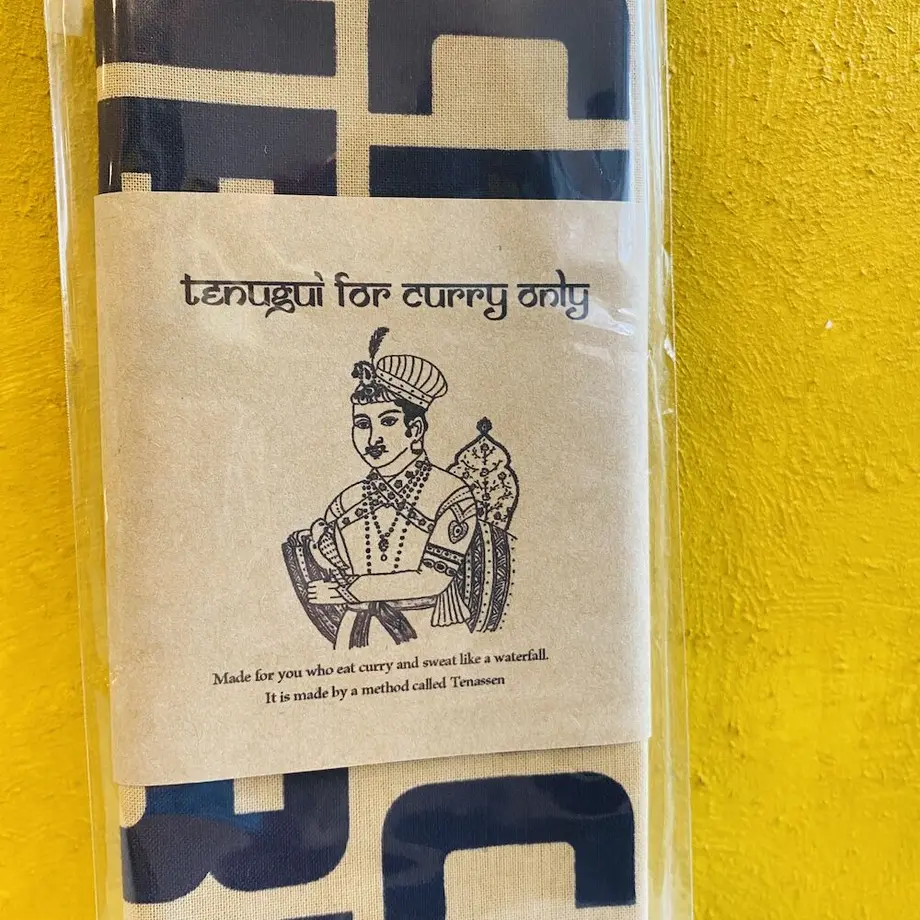 tenugui for curry only
Made for you who eat curry and sweat like a waterfall.
It is made by a method called Tenassen